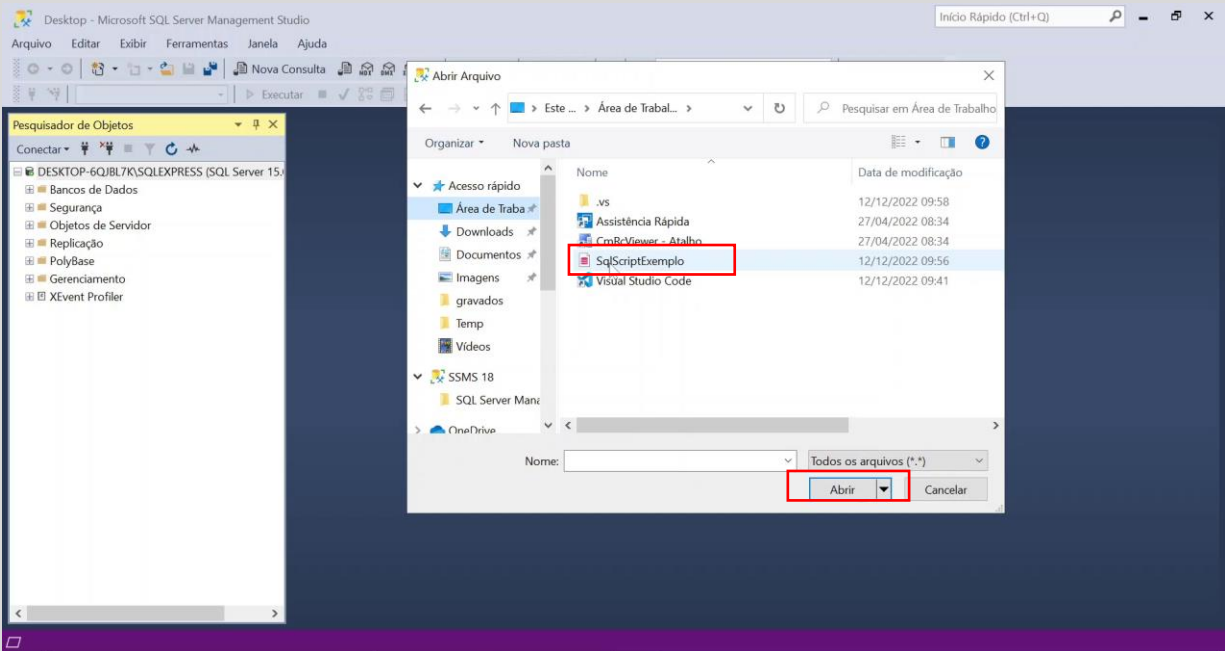 Desktop - Microsoft SQL Server Management Studio
Início Rápido (Ctrl+Q)
Arquivo Editar Exibir Ferramentas Janela Ajuda
Nova Consulta
Executar
Pesquisador de Objetos
Conectar
DESKTOP-6QJBL7K\SQLEXPRESS (SQL Server 15.
Bancos de Dados
Segurança
Objetos de Servidor
Replicação
PolyBase
Gerenciamento
XEvent Profiler
Abrir Arquivo
Este ... > Área de Trabal... >
Pesquisar em Área de Trabalho
Organizar Nova pasta
Nome Data de modificação
Acesso rápido
Área de Traba
Downloads
Documentos
Imagens
gravados
Temp
Vídeos
SSMS 18
SQL Server Mana
OneDrive
.vs 12/12/2022 09:58
Assistência Rápida 27/04/2022 08:34
CmRcViewer - Atalho 27/04/2022 08:34
SqlScriptExemplo 12/12/2022 09:56
Visual Studio Code 12/12/2022 09:41
Nome:
Todos os arquivos (*.*)
Abrir Cancelar